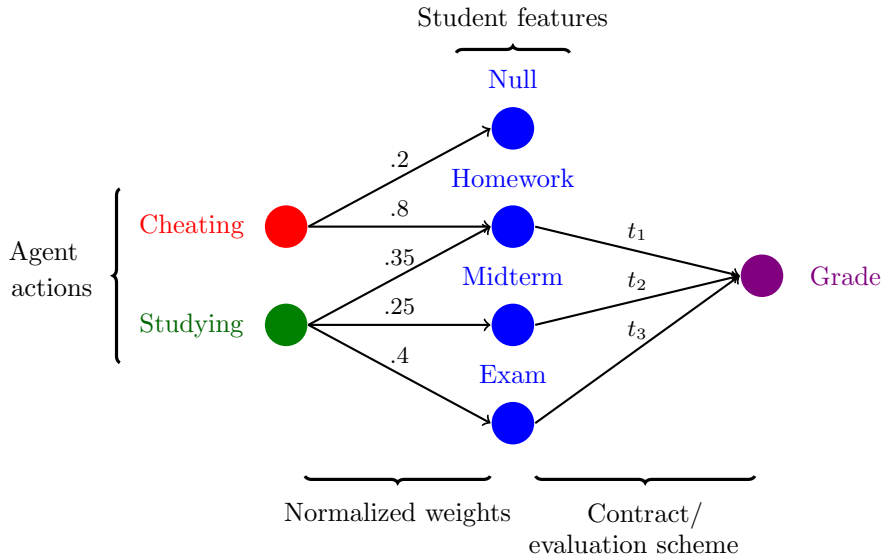 Student features
Null
.2
Homework
Cheating
.8
t₁
Agent
actions
.35
Midterm
t₂
Grade
Studying
.25
t₃
.4
Exam
Normalized weights
Contract/
evaluation scheme